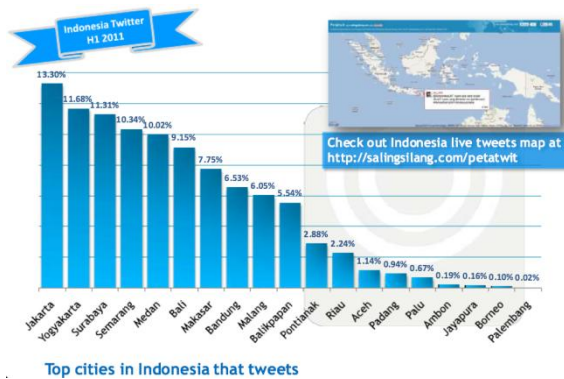 Indonesia Twitter
H1 2011
13.30%
11.68%
11.31%
10.34%
10.02%
9.15%
7.75%
6.53%
6.05%
5.54%
2.88%
2.24%
1.14%
0.94%
0.67%
0.19%
0.16%
0.10%
0.02%
Check out Indonesia live tweets map at
http://salingsilang.com/petatwit
Jakarta
Yogyakarta
Surabaya
Semarang
Medan
Bali
Makasar
Bandung
Malang
Balikpapan
Pontianak
Riau
Aceh
Padang
Palu
Ambon
Jayapura
Borneo
Palembang
Top cities in Indonesia that tweets